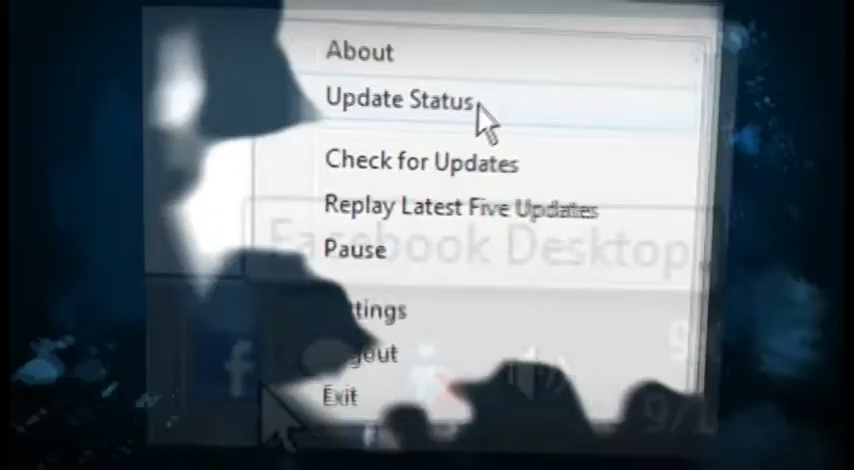 About
Update Status
Check for Updates
Replay Latest Five Updates
Facebook Desktop
Pause
Exit